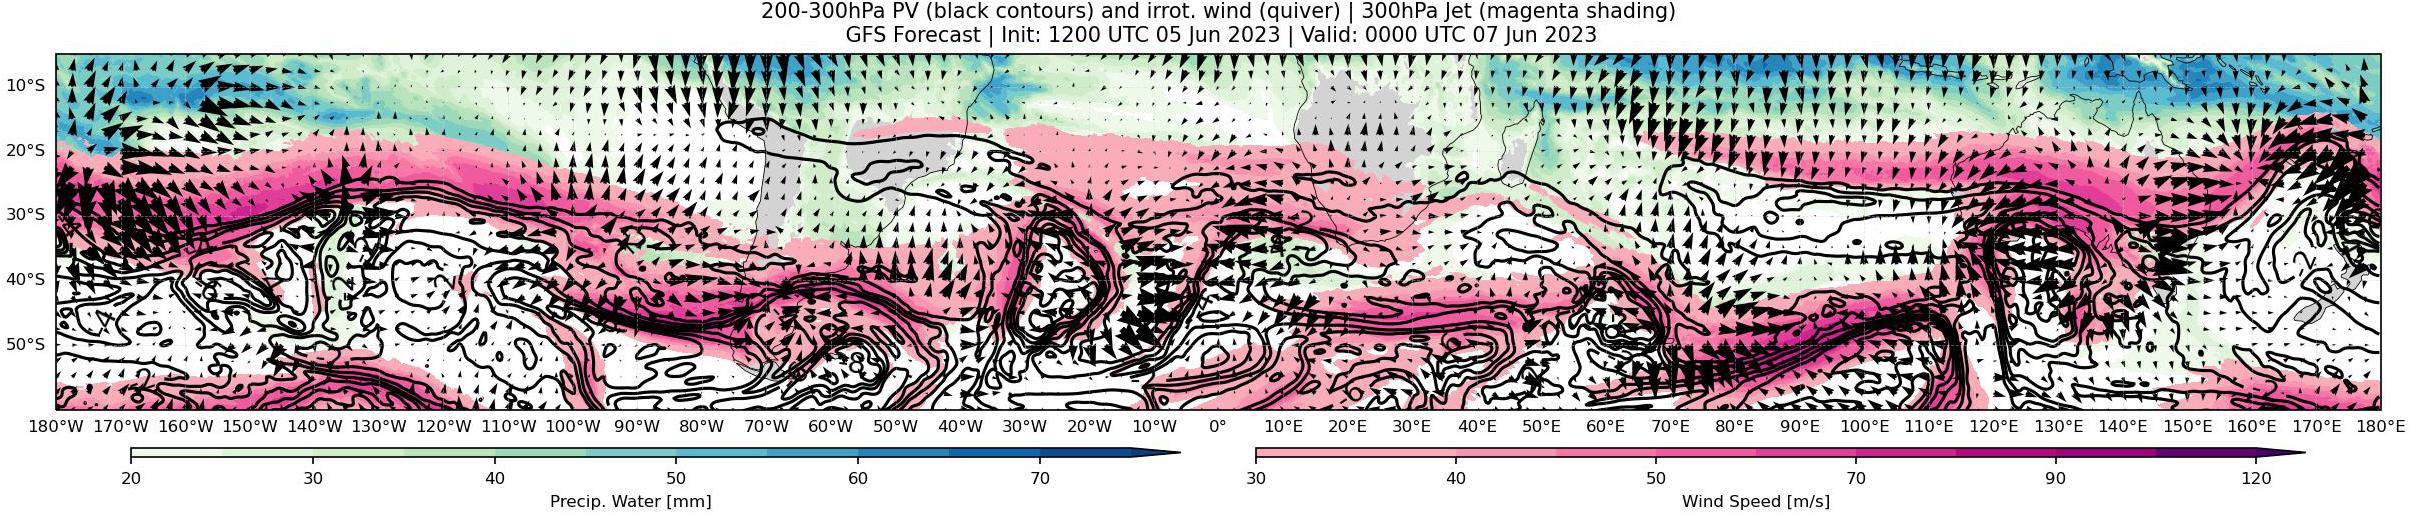 200-300hPa PV (black contours) and irrot. wind (quiver) | 300hPa Jet (magenta shading)
GFS Forecast | Init: 1200 UTC 05 Jun 2023 | Valid: 0000 UTC 07 Jun 2023
10°S
20°S
30°S
40°S
50°S
180°W 170°W 160°W 150°W 140°W 130°W 120°W 110°W 100°W 90°W 80°W 70°W 60°W 50°W 40°W 30°W 20°W 10°W 0° 10°E 20°E 30°E 40°E 50°E 60°E 70°E 80°E 90°E 100°E 110°E 120°E 130°E 140°E 150°E 160°E 170°E 180°E
20 30 40 50 60 70
Precip. Water [mm]
30 40 50 70 90 120
Wind Speed [m/s]